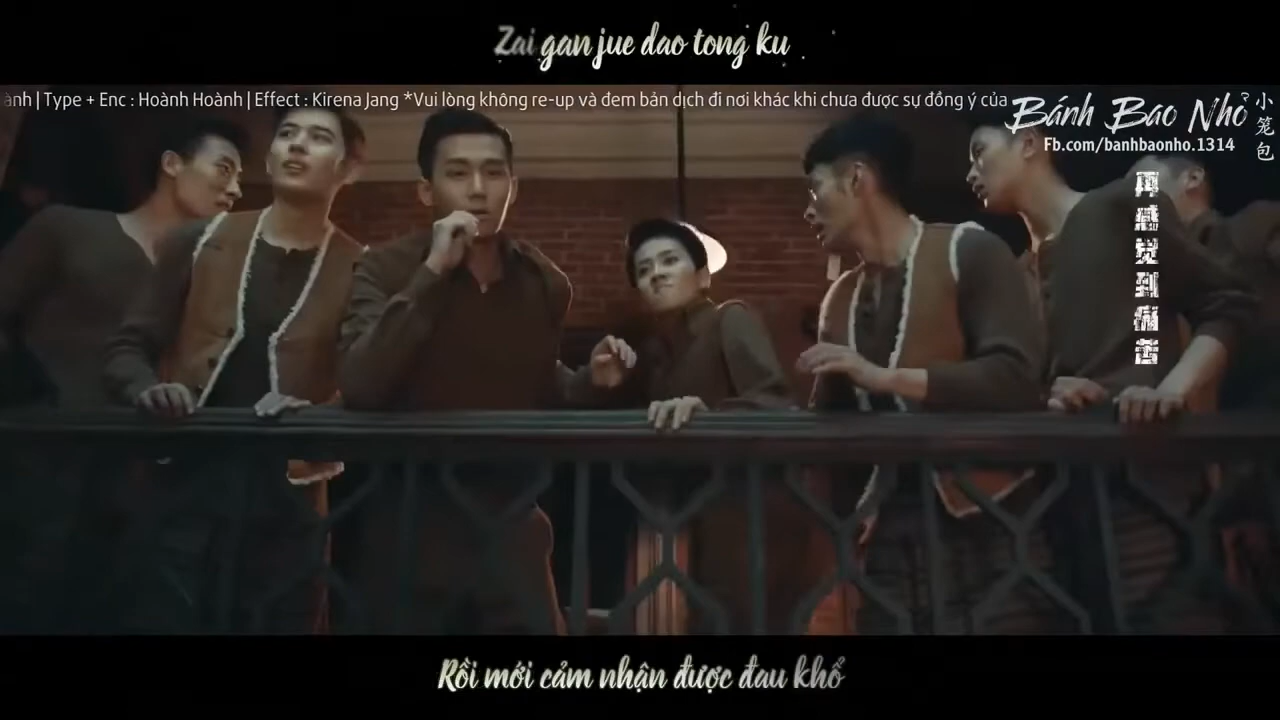 Zai gan jue dao tong ku
ành | Type + Enc : Hoành Hoành | Effect : Kirena Jang *Vui lòng không re-up và đem bản dịch đi nơi khác khi chưa được sự đồng ý của
Bánh Bao Nhỏ
小笼包
Fb.com/banhbaonho.1314
再感觉到痛苦
Rồi mới cảm nhận được đau khổ